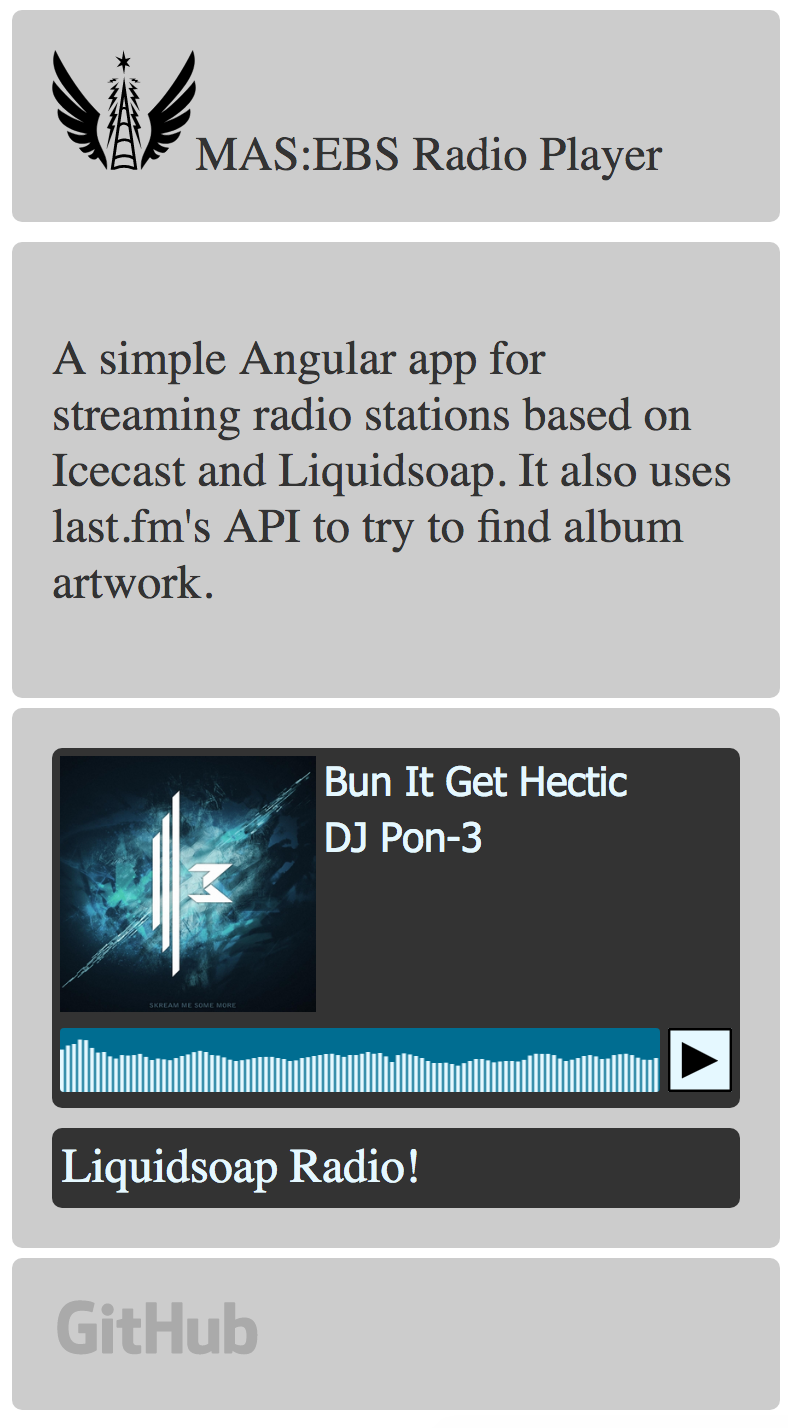 MAS:EBS Radio Player
A simple Angular app for
streaming radio stations based on
Icecast and Liquidsoap. It also uses
last.fm's API to try to find album
artwork.
Bun It Get Hectic
DJ Pon-3
SKREAM ME SOME MORE
Liquidsoap Radio!
GitHub